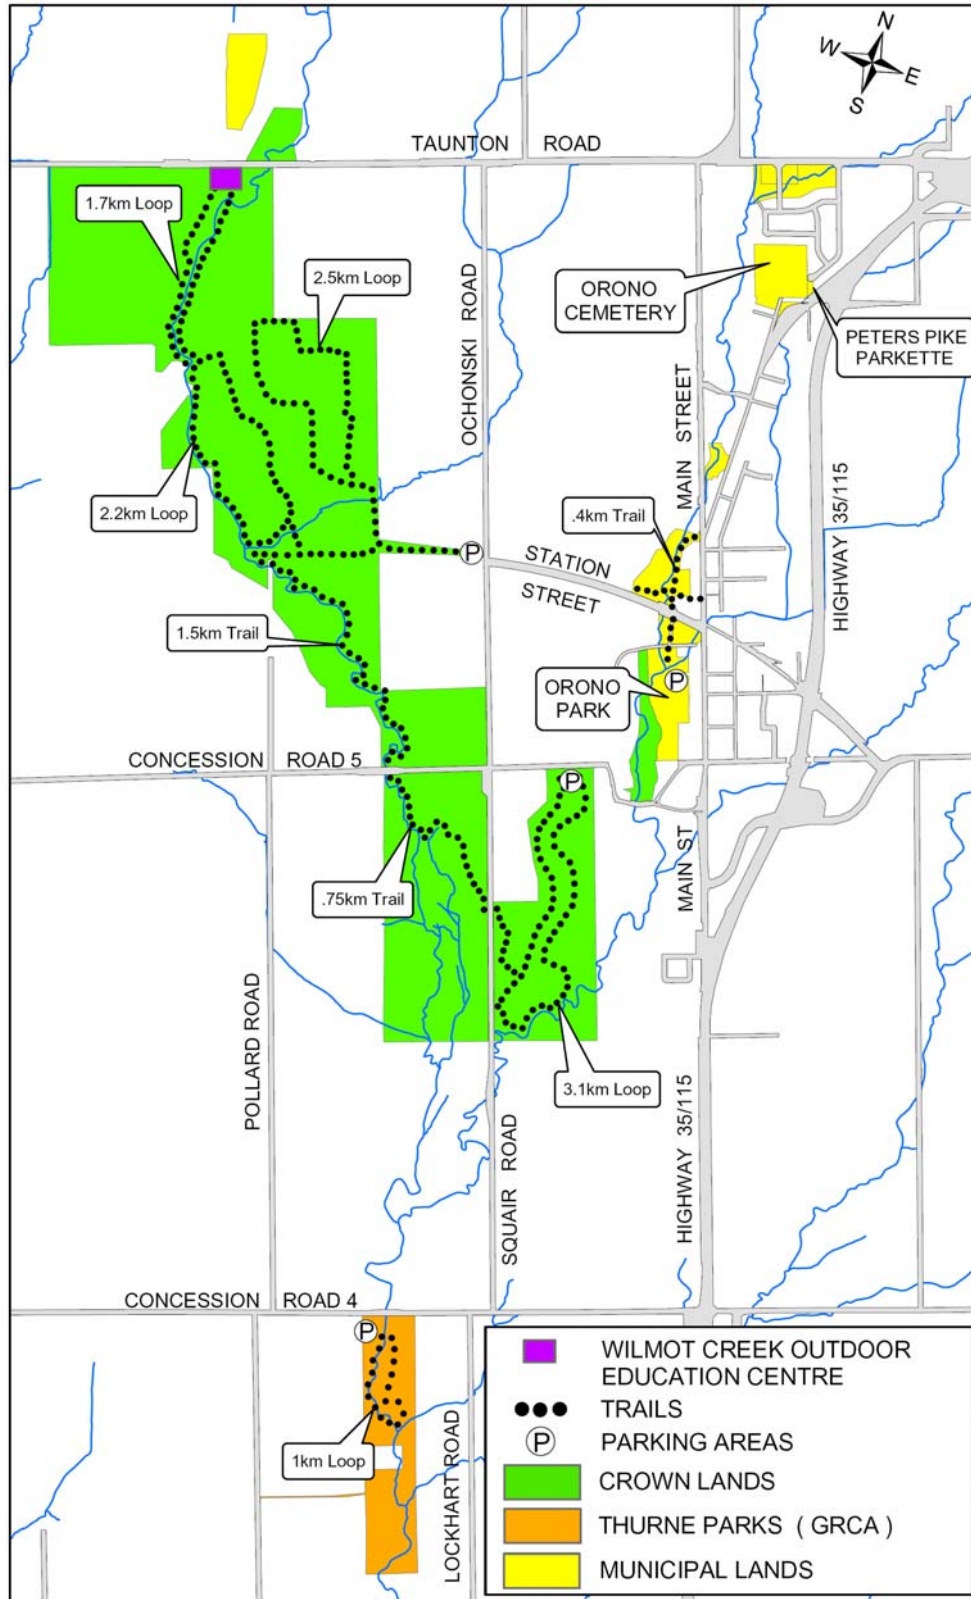 N
W
E
S
TAUNTON ROAD
1.7km Loop
2.5km Loop
OCHONSKI ROAD
ORONO
CEMETERY
PETERS PIKE
PARKETTE
MAIN STREET
2.2km Loop
.4km Trail
HIGHWAY 35/115
P
STATION
STREET
1.5km Trail
ORONO
PARK
P
CONCESSION ROAD 5
P
MAIN ST
.75km Trail
POLLARD ROAD
3.1km Loop
SQUAIR ROAD
HIGHWAY 35/115
CONCESSION ROAD 4
P
1km Loop
LOCKHART ROAD
WILMOT CREEK OUTDOOR
EDUCATION CENTRE
TRAILS
P PARKING AREAS
CROWN LANDS
THURNE PARKS ( GRCA )
MUNICIPAL LANDS